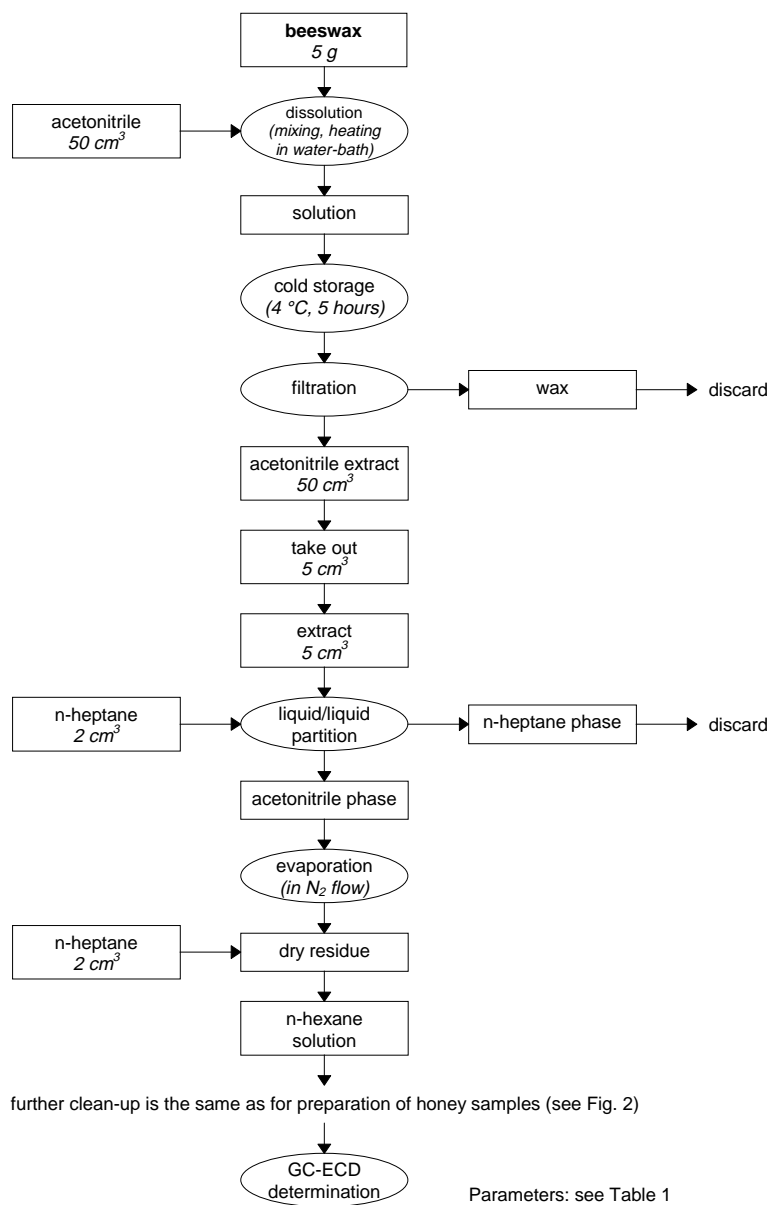 beeswax
5 g
acetonitrile
50 cm³
dissolution
(mixing, heating
in water-bath)
solution
cold storage
(4 °C, 5 hours)
filtration
wax
discard
acetonitrile extract
50 cm³
take out
5 cm³
extract
5 cm³
n-heptane
2 cm³
liquid/liquid
partition
n-heptane phase
discard
acetonitrile phase
evaporation
(in N₂ flow)
n-heptane
2 cm³
dry residue
n-hexane
solution
further clean-up is the same as for preparation of honey samples (see Fig. 2)
GC-ECD
determination
Parameters: see Table 1